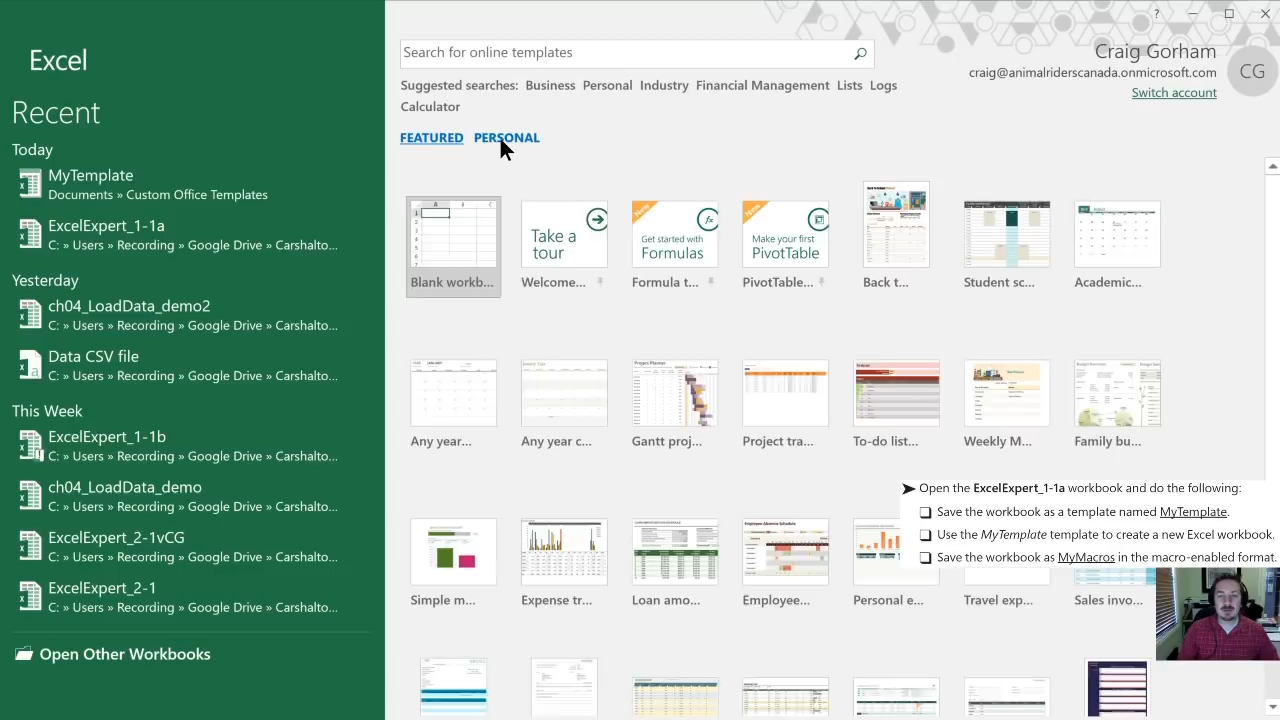 Excel
Recent
Today
MyTemplate
Documents » Custom Office Templates
ExcelExpert_1-1a
C: » Users » Recording » Google Drive » Carshalto...
Yesterday
ch04_LoadData_demo2
C: » Users » Recording » Google Drive » Carshalto...
Data CSV file
C: » Users » Recording » Google Drive » Carshalto...
This Week
ExcelExpert_1-1b
C: » Users » Recording » Google Drive » Carshalto...
ch04_LoadData_demo
C: » Users » Recording » Google Drive » Carshalto...
ExcelExpert_2-1vCG
C: » Users » Recording » Google Drive » Carshalto...
ExcelExpert_2-1
C: » Users » Recording » Google Drive » Carshalto...
Open Other Workbooks
Search for online templates
Suggested searches: Business Personal Industry Financial Management Lists Logs
Calculator
FEATURED PERSONAL
?
Craig Gorham
craig@animalriderscanada.onmicrosoft.com
Switch account
CG
Take a
tour
Get started with
Formulas
Make your first
PivotTable
Blank workb... Welcome... Formula t... PivotTable... Back t... Student sc... Academic...
Any year... Any year c... Gantt proj... Project tra... To-do list... Weekly M... Family bu...
➤ Open the ExcelExpert_1-1a workbook and do the following:
❑ Save the workbook as a template named MyTemplate.
❑ Use the MyTemplate template to create a new Excel workbook.
❑ Save the workbook as MyMacros in the macro-enabled format.
Simple m... Expense tr... Loan amo... Employee... Personal e... Travel exp... Sales invo...